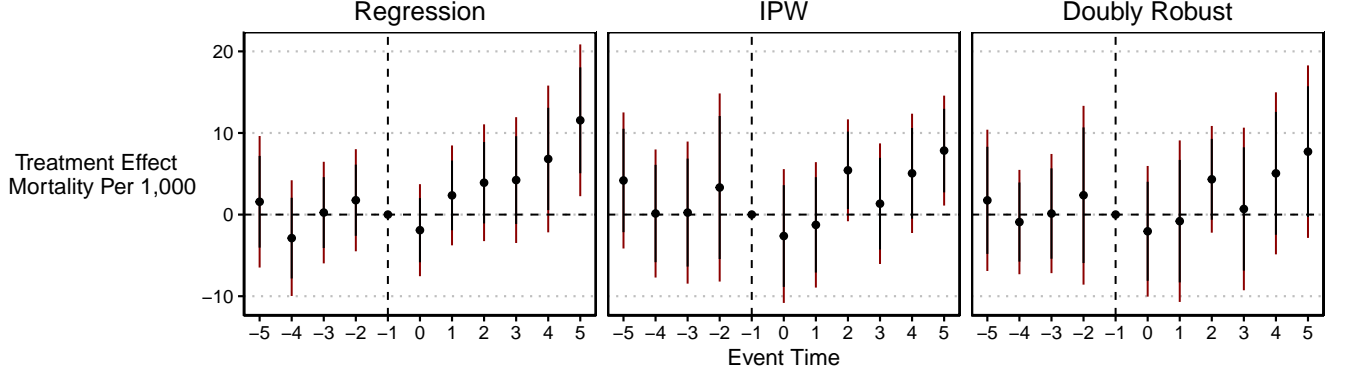 Regression IPW Doubly Robust
20
10
0
−10
Treatment Effect
Mortality Per 1,000
−5 −4 −3 −2 −1 0 1 2 3 4 5 −5 −4 −3 −2 −1 0 1 2 3 4 5 −5 −4 −3 −2 −1 0 1 2 3 4 5
Event Time